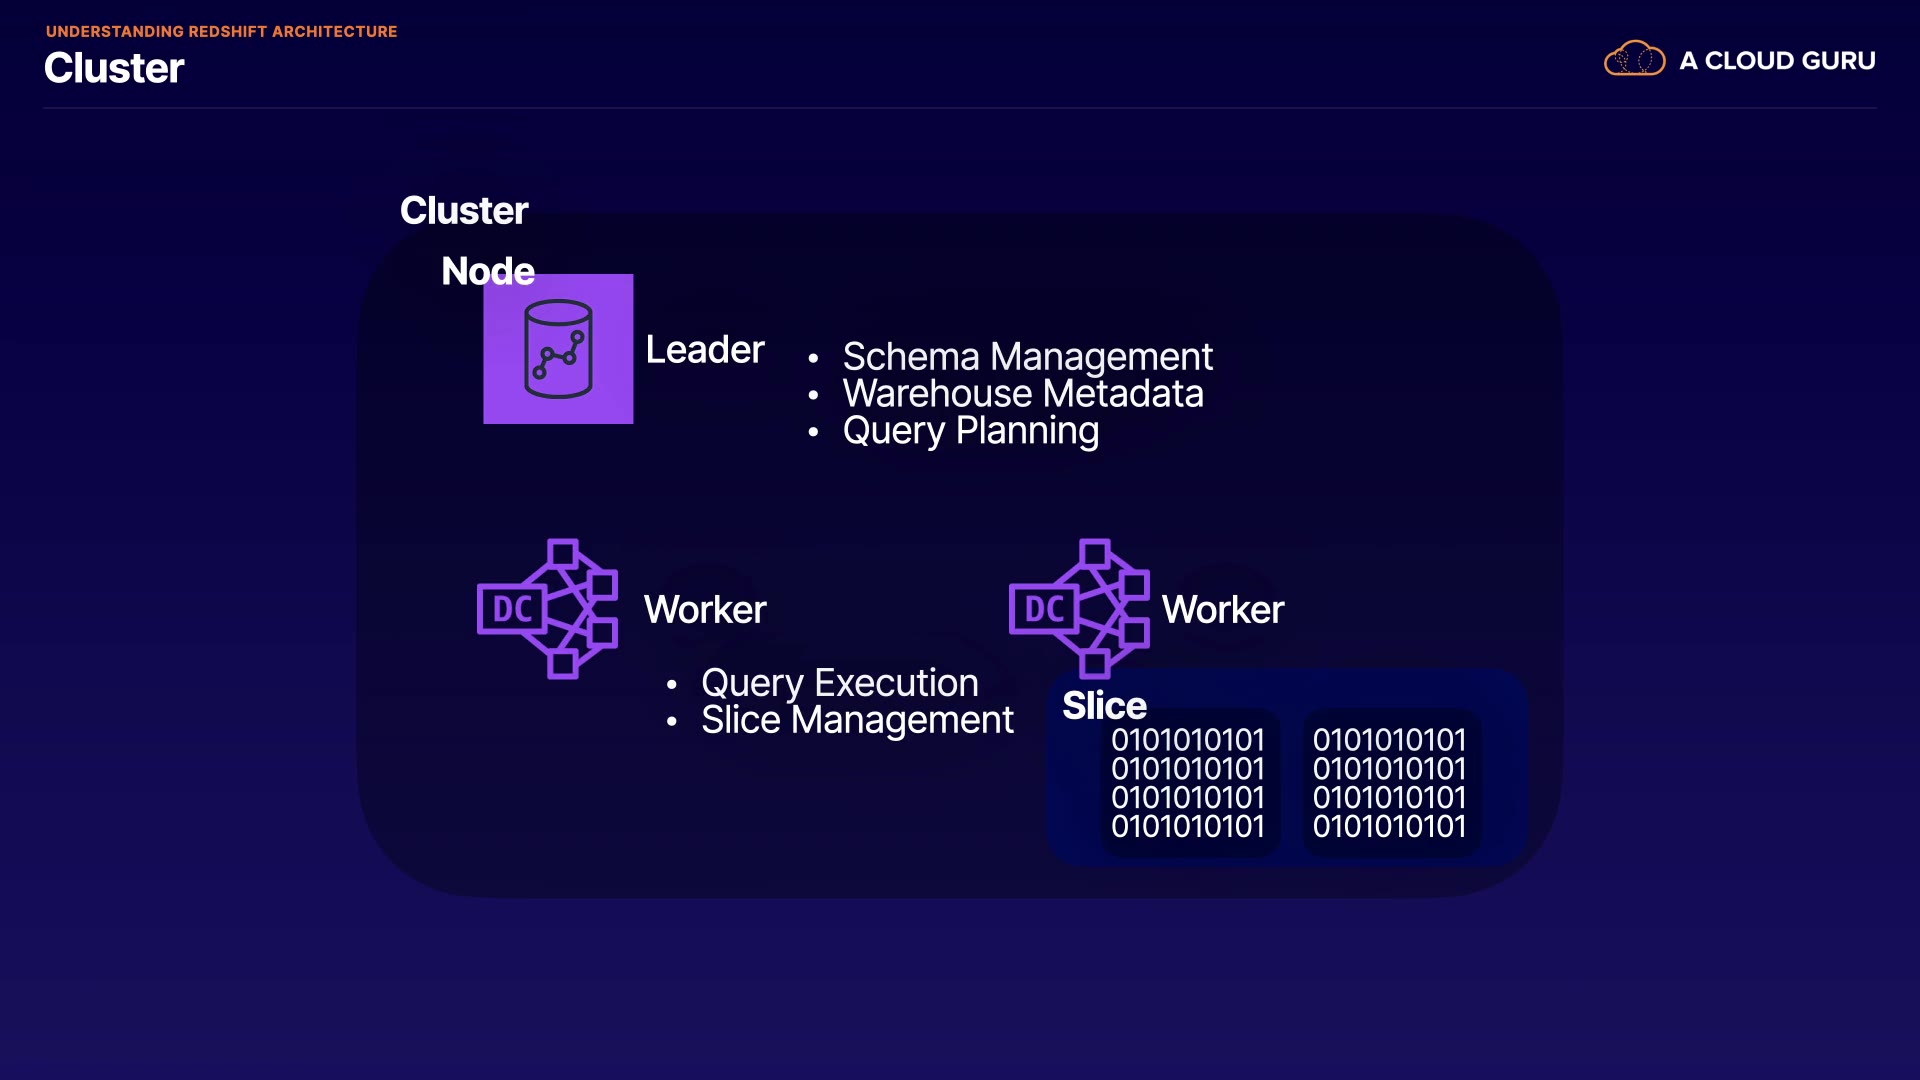 UNDERSTANDING REDSHIFT ARCHITECTURE
Cluster
A CLOUD GURU
Cluster
Node
Leader
• Schema Management
• Warehouse Metadata
• Query Planning
DC
Worker
• Query Execution
• Slice Management
DC
Worker
Slice
0101010101
0101010101
0101010101
0101010101
0101010101
0101010101
0101010101
0101010101